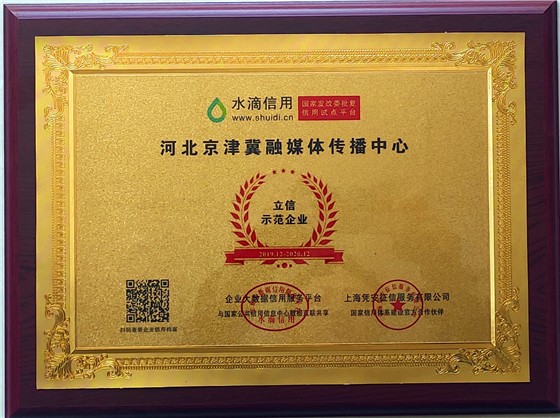 水滴信用
www.shuidi.cn
国家发改委批复
信用试点平台
河北京津冀融媒体传播中心
立信
示范企业
2019.12-2020.12
企业大数据信用服务平台
与国家公共信用信息中心数据互联共享
水滴信用
上海凭安征信服务有限公司
国家信用体系建设官方合作伙伴
扫码查看企业信用档案